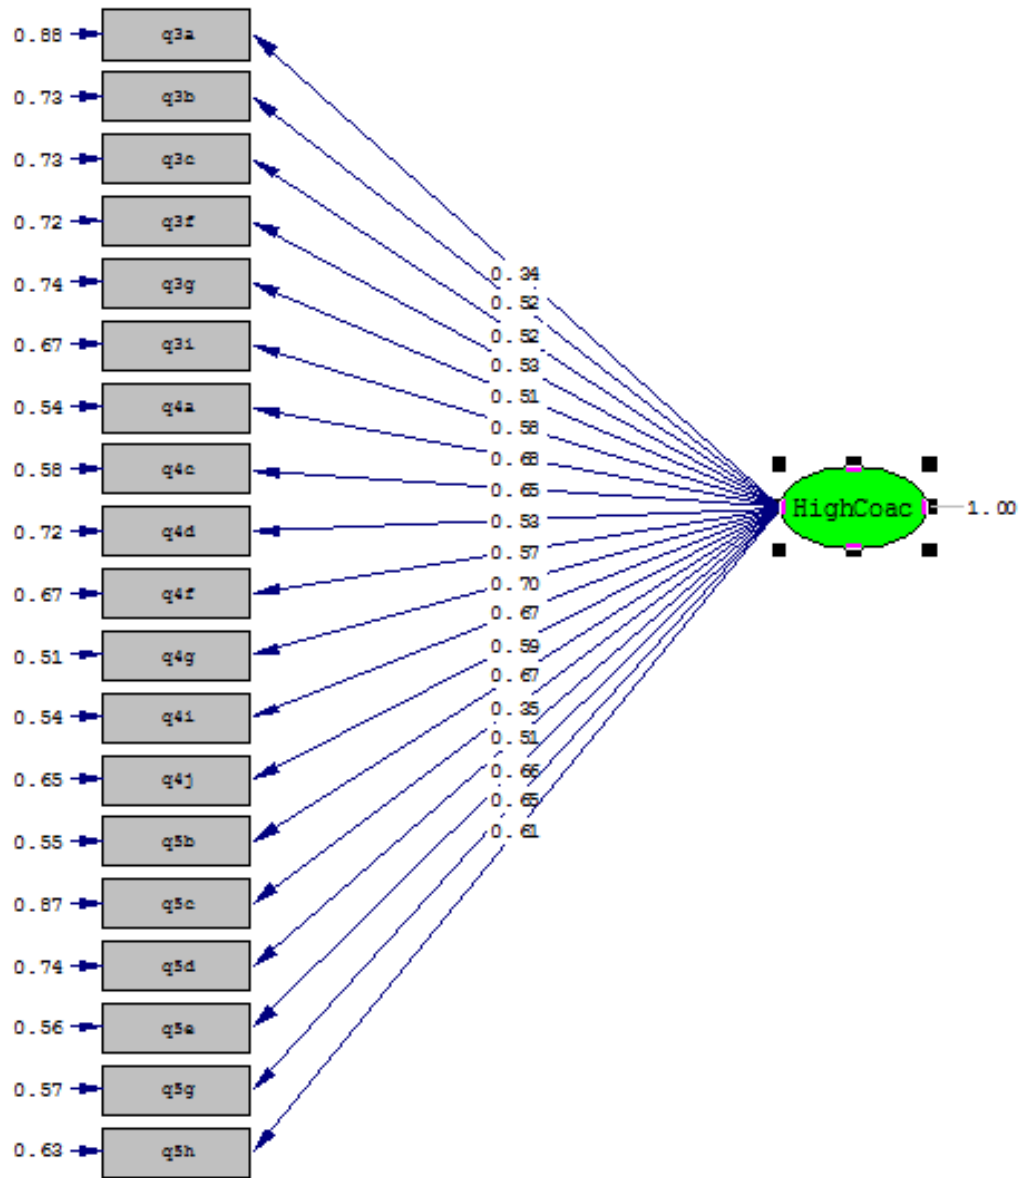 0.88 q3a
0.73 q3b
0.73 q3c
0.72 q3f
0.74 q3g
0.34
0.52
0.52
0.67 q3i
0.53
0.51
0.54 q4a
0.58
0.68
0.58 q4c
0.65
HighCoac 1.00
0.72 q4d
0.53
0.57
0.67 q4f
0.70
0.67
0.51 q4g
0.59
0.67
0.54 q4i
0.35
0.51
0.65 q4j
0.66
0.65
0.61
0.55 q5b
0.87 q5c
0.74 q5d
0.56 q5e
0.57 q5g
0.63 q5h